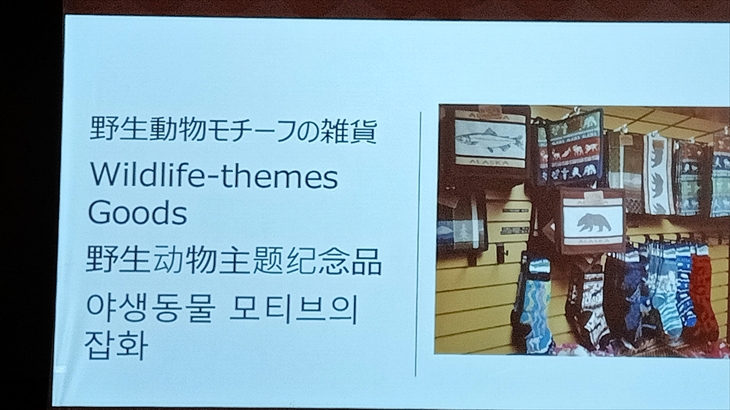 野生動物モチーフの雑貨
Wildlife-themes
Goods
野生动物主题纪念品
야생동물 모티브의
잡화
ALASKA
ALASKA